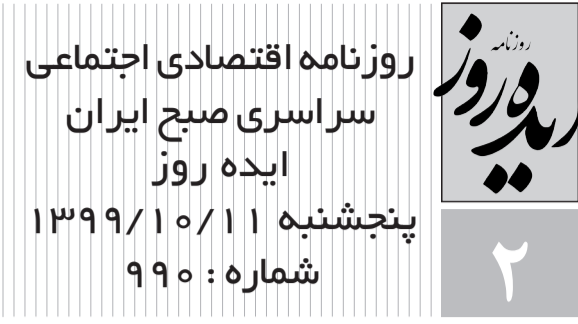 روزنامه
ایده روز
۲
روزنامه اقتصادی اجتماعی
سراسری صبح ایران
ایده روز
پنجشنبه ۱۳۹۹/۱۰/۱۱
شماره : ۹۹۰